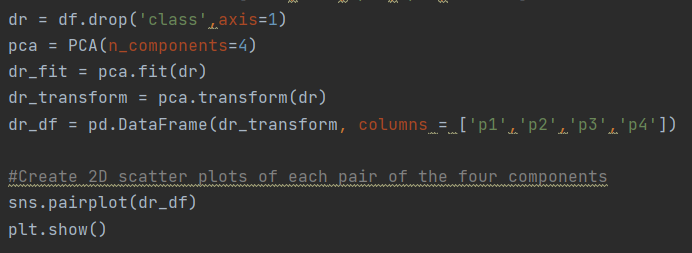 dr = df.drop('class',axis=1)
pca = PCA(n_components=4)
dr_fit = pca.fit(dr)
dr_transform = pca.transform(dr)
dr_df = pd.DataFrame(dr_transform, columns = ['p1','p2','p3','p4'])
#Create 2D scatter plots of each pair of the four components
sns.pairplot(dr_df)
plt.show()